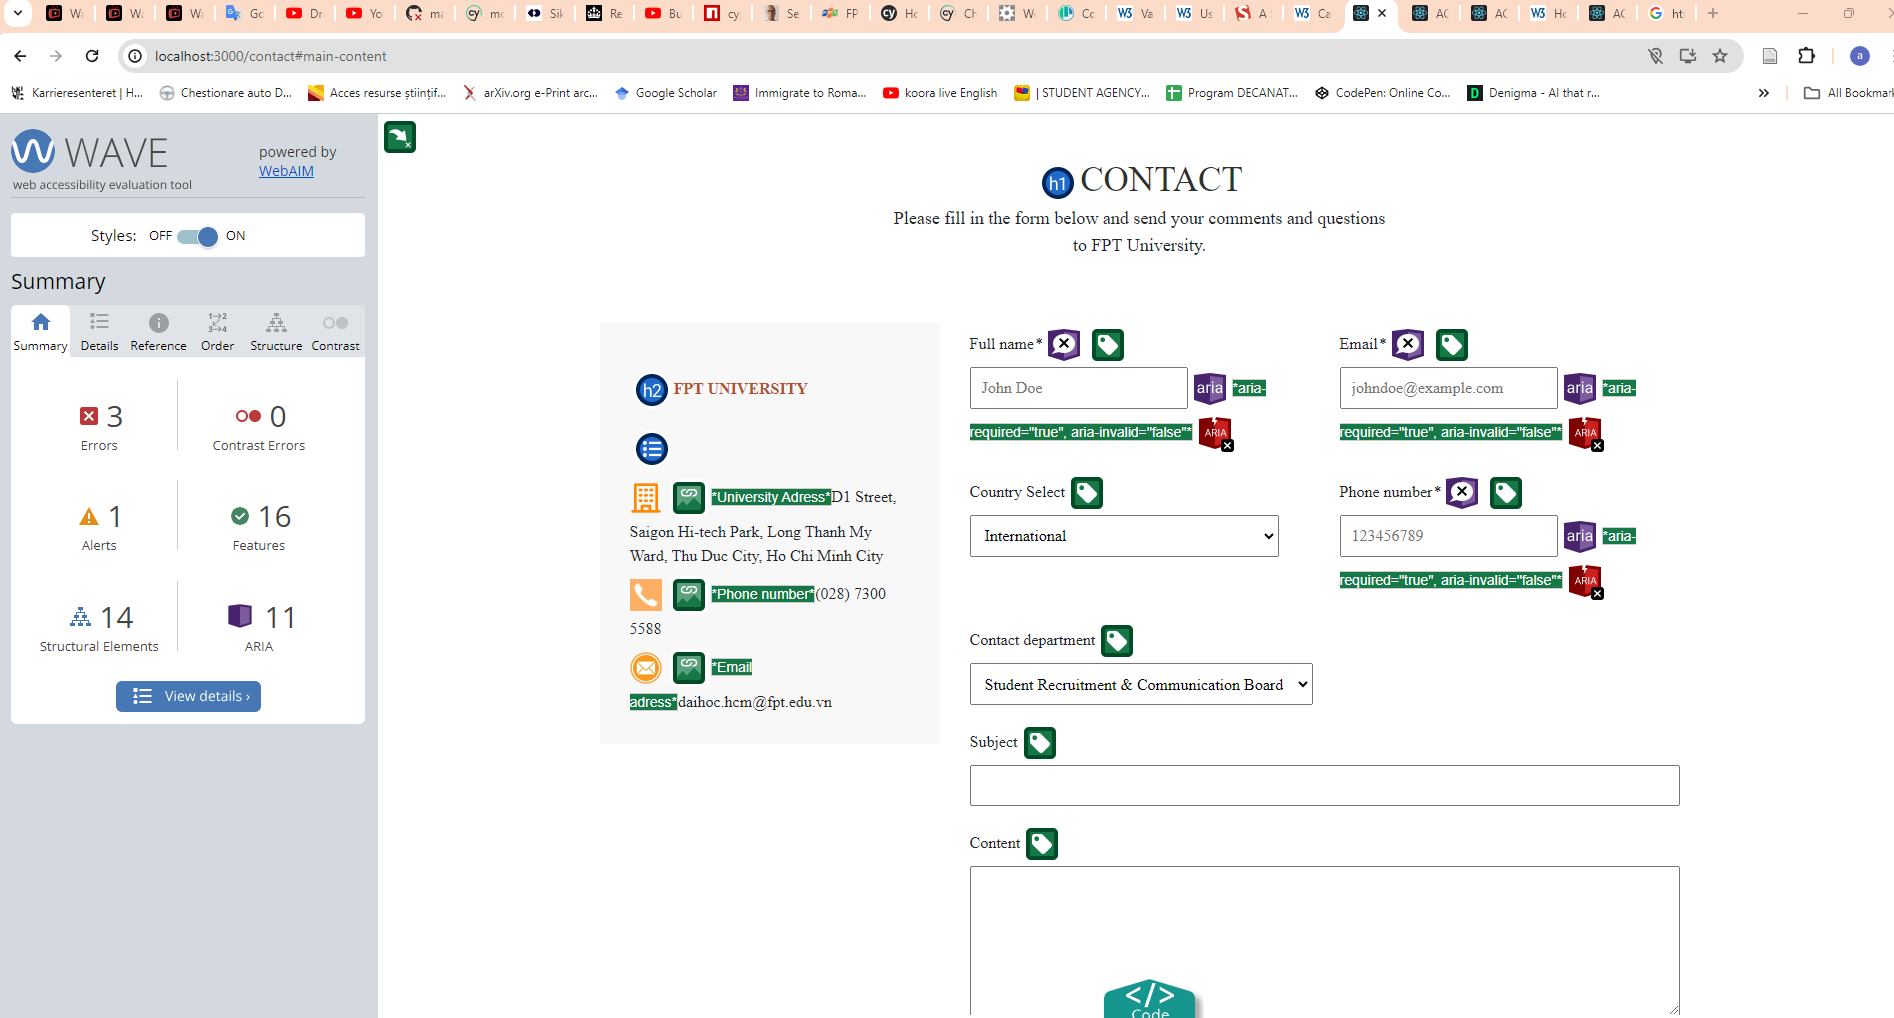 Wa
Wa
Wa
Gc
Dr
Yo
ma
mc
Sik
Re
Bu
cy
Se
FP
Hc
Ch
We
Cc
Va
Us
A
Ca
AC
AC
Hc
AC
ht
localhost:3000/contact#main-content
a
Karrieresenteret | H...
Chestionare auto D...
Acces resurse științif...
arXiv.org e-Print arc...
Google Scholar
Immigrate to Roma...
koora live English
| STUDENT AGENCY...
Program DECANAT...
CodePen: Online Co...
Denigma - AI that r...
»
All Bookmar
WAVE
powered by
WebAIM
web accessibility evaluation tool
Styles: OFF ON
Summary
Summary Details Reference Order Structure Contrast
3 0
Errors Contrast Errors
1 16
Alerts Features
14 11
Structural Elements ARIA
View details ›
h1 CONTACT
Please fill in the form below and send your comments and questions
to FPT University.
h2 FPT UNIVERSITY
*University Adress*D1 Street,
Saigon Hi-tech Park, Long Thanh My
Ward, Thu Duc City, Ho Chi Minh City
*Phone number*(028) 7300
5588
*Email
adress*daihoc.hcm@fpt.edu.vn
Full name*
John Doe aria *aria-
required="true", aria-invalid="false"* ARIA
Email*
johndoe@example.com aria *aria-
required="true", aria-invalid="false"* ARIA
Country Select
International
Phone number*
123456789 aria *aria-
required="true", aria-invalid="false"* ARIA
Contact department
Student Recruitment & Communication Board
Subject
Content
</>
Code